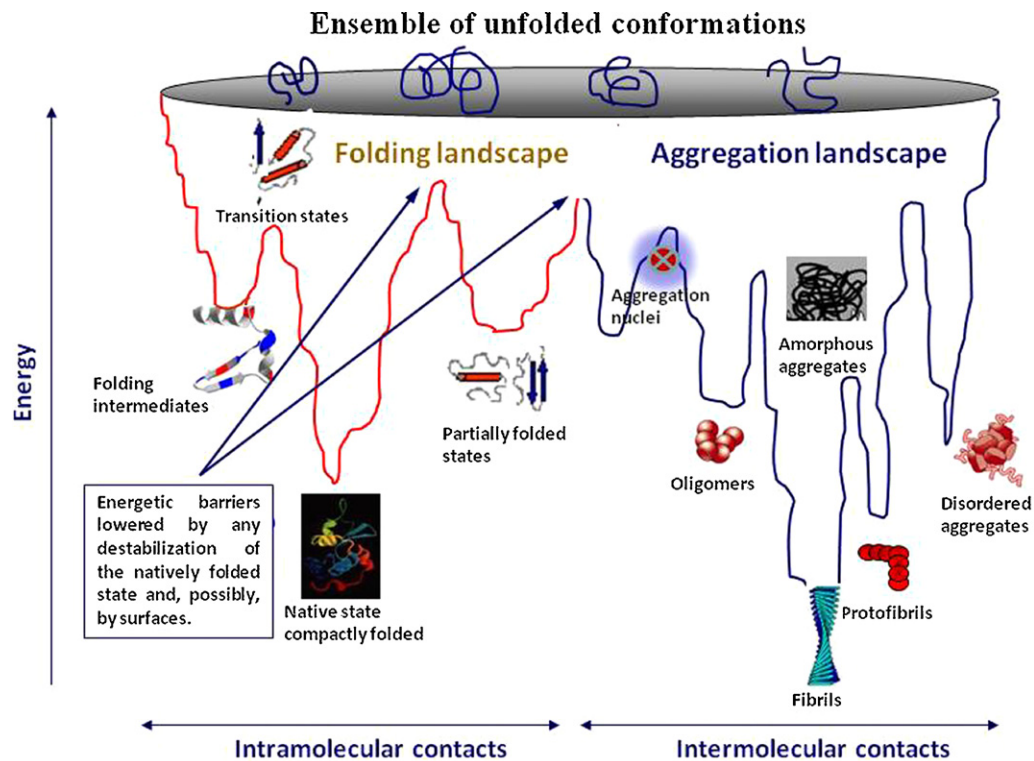 Ensemble of unfolded conformations
Folding landscape
Aggregation landscape
Transition states
Aggregation
nuclei
Amorphous
aggregates
Folding
intermediates
Partially folded
states
Oligomers
Disordered
aggregates
Energetic barriers
lowered by any
destabilization of
the natively folded
state and, possibly,
by surfaces.
Native state
compactly folded
Protofibrils
Fibrils
Energy
Intramolecular contacts
Intermolecular contacts